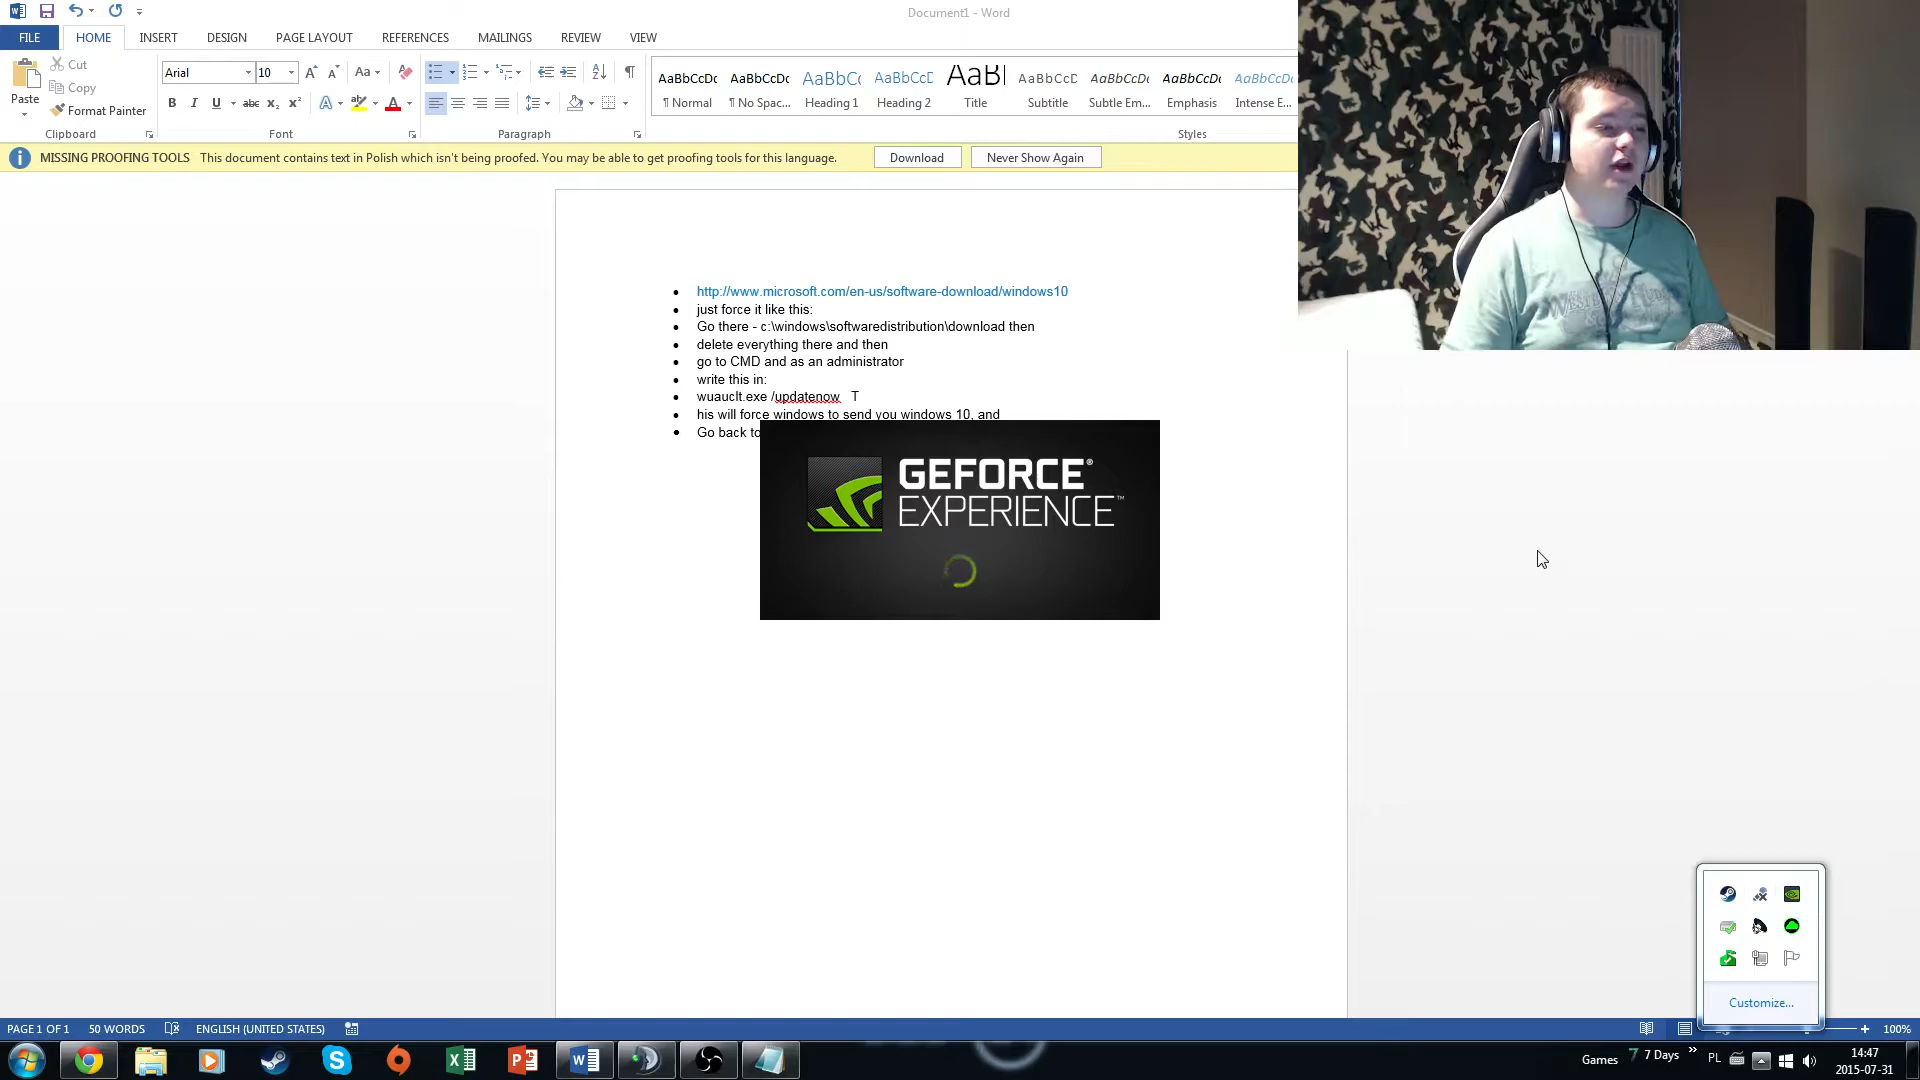 Document1 - Word
FILE HOME INSERT DESIGN PAGE LAYOUT REFERENCES MAILINGS REVIEW VIEW
Paste
Cut
Copy
Format Painter
Clipboard
Arial 10
Font
Paragraph
AaBbCcDc AaBbCcDc AaBbC AaBbCcD AaBl AaBbCcD AaBbCcDc AaBbCcDc AaBbCcDc
¶ Normal ¶ No Spac... Heading 1 Heading 2 Title Subtitle Subtle Em... Emphasis Intense E...
Styles
MISSING PROOFING TOOLS This document contains text in Polish which isn't being proofed. You may be able to get proofing tools for this language. Download Never Show Again
http://www.microsoft.com/en-us/software-download/windows10
just force it like this:
Go there - c:\windows\softwaredistribution\download then
delete everything there and then
go to CMD and as an administrator
write this in:
wuauclt.exe /updatenow T
his will force windows to send you windows 10, and
Go back to
GEFORCE®
EXPERIENCE™
Customize...
PAGE 1 OF 1 50 WORDS ENGLISH (UNITED STATES) 100%
Games 7 7 Days » PL
14:47
2015-07-31